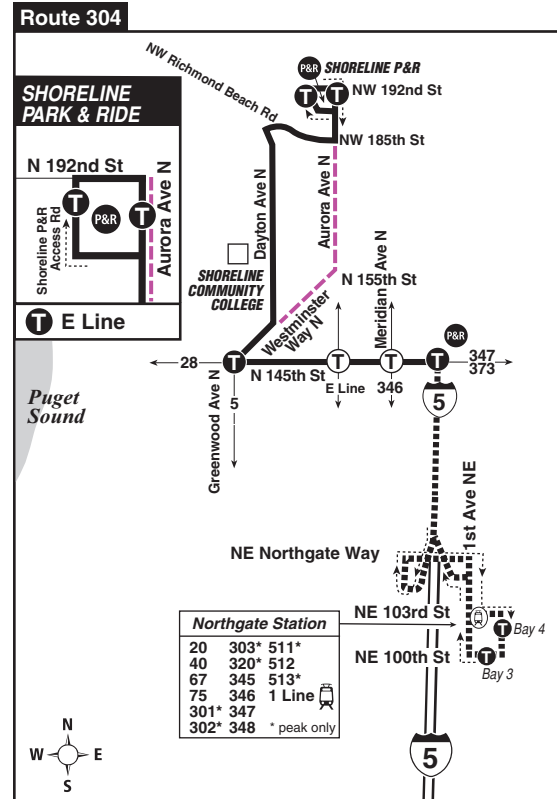 Route 304
SHORELINE
PARK & RIDE
N 192nd St
Shoreline P&R
Access Rd
T
P&R
T
Aurora Ave N
T E Line
NW Richmond Beach Rd
P&R SHORELINE P&R
T T NW 192nd St
NW 185th St
Dayton Ave N
Aurora Ave N
SHORELINE
COMMUNITY
COLLEGE
Westminster
Way N
N 155th St
Meridian Ave N
P&R
28 T N 145th St T T T 347
373
5
E Line
346
Greenwood Ave N
Puget
Sound
5
1st Ave NE
NE Northgate Way
NE 103rd St
T Bay 4
NE 100th St
T
Bay 3
Northgate Station
20 303* 511*
40 320* 512
67 345 513*
75 346 1 Line
301* 347
302* 348 * peak only
N
W E
S
5